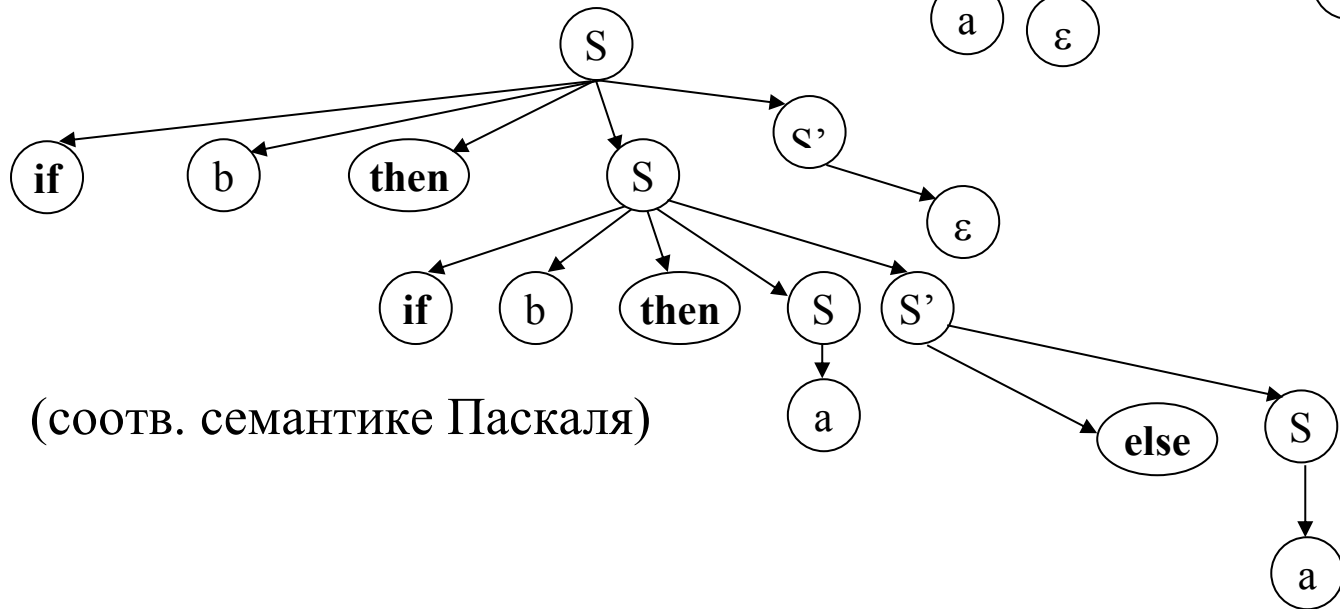 a ε
S
S’
if b then S
ε
if b then S S’
(соотв. семантике Паскаля) a else S
a